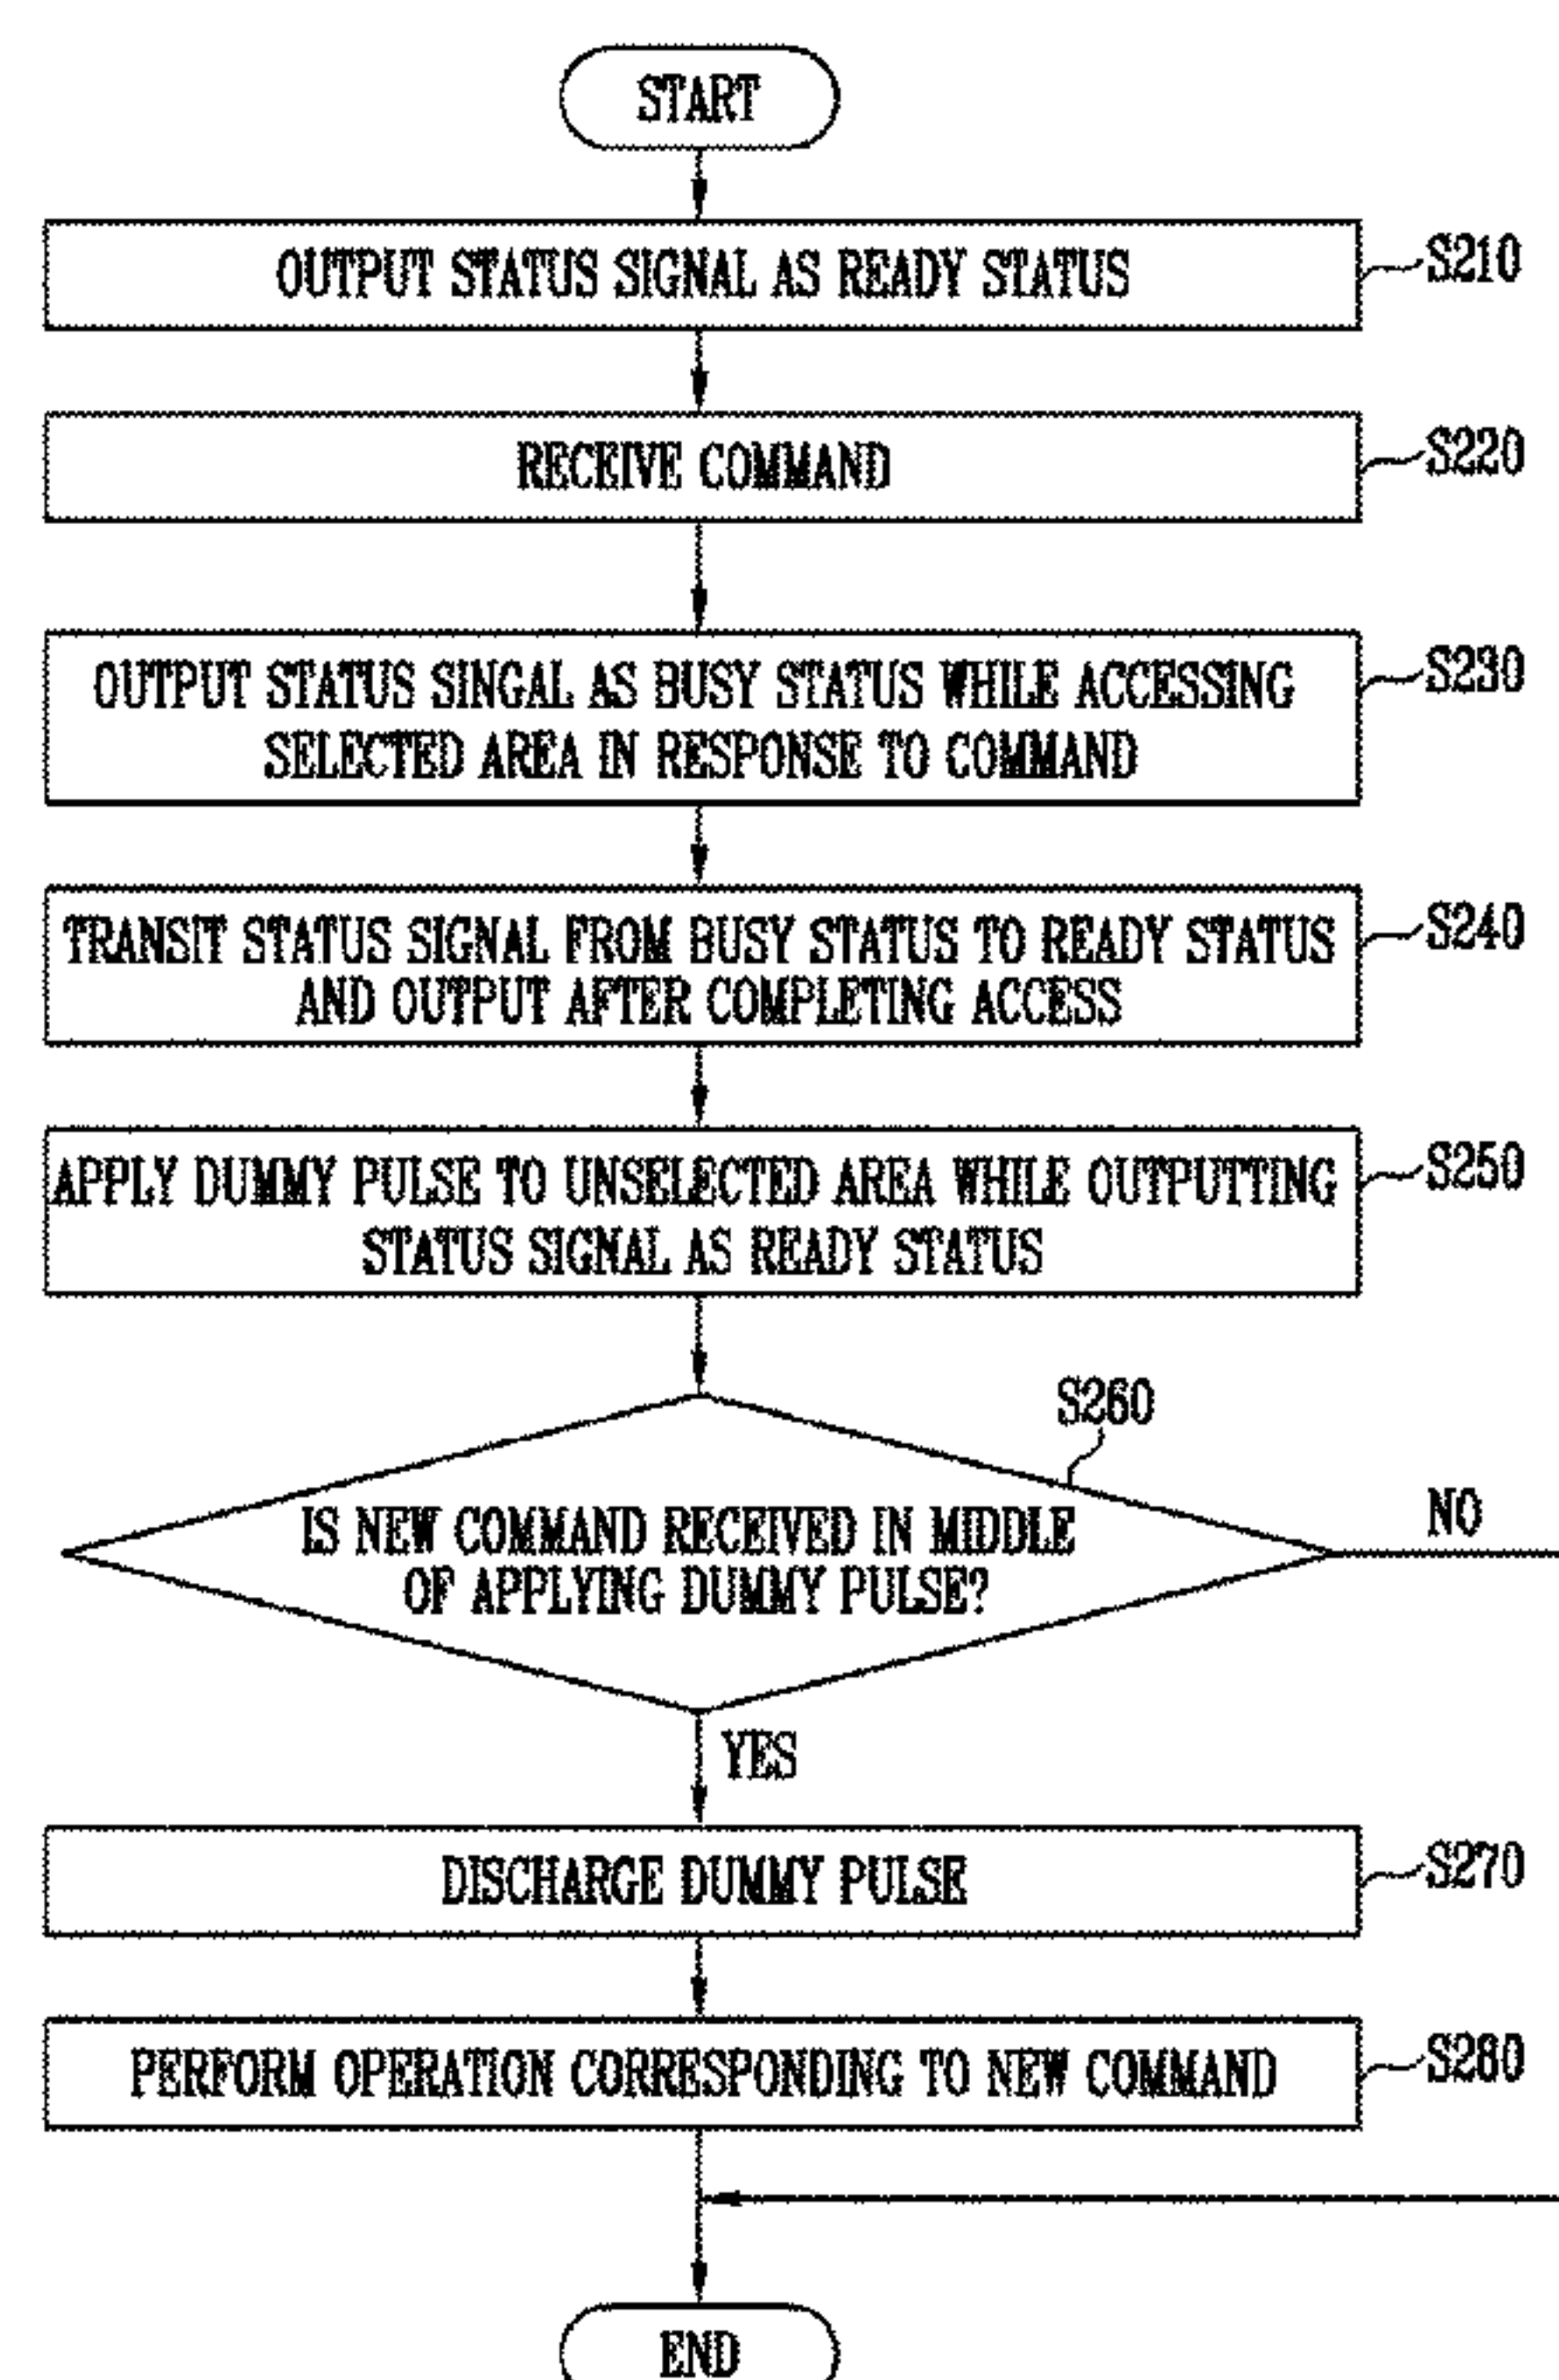 START
OUTPUT STATUS SIGNAL AS READY STATUS
S210
RECEIVE COMMAND
S220
OUTPUT STATUS SINGAL AS BUSY STATUS WHILE ACCESSING
SELECTED AREA IN RESPONSE TO COMMAND
S230
TRANSIT STATUS SIGNAL FROM BUSY STATUS TO READY STATUS
AND OUTPUT AFTER COMPLETING ACCESS
S240
APPLY DUMMY PULSE TO UNSELECTED AREA WHILE OUTPUTTING
STATUS SIGNAL AS READY STATUS
S250
S260
IS NEW COMMAND RECEIVED IN MIDDLE
OF APPLYING DUMMY PULSE?
NO
YES
DISCHARGE DUMMY PULSE
S270
PERFORM OPERATION CORRESPONDING TO NEW COMMAND
S280
END